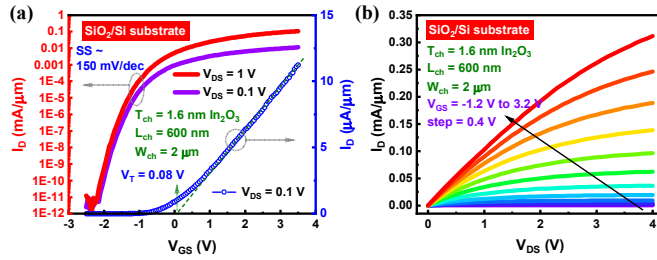 (a)
SiO2/Si substrate
SS ~
150 mV/dec
VDS = 1 V
VDS = 0.1 V
Tch = 1.6 nm In2O3
Lch = 600 nm
Wch = 2 μm
VT = 0.08 V
VDS = 0.1 V
1
0.1
0.01
0.001
1E-4
1E-5
1E-6
1E-7
1E-8
1E-9
1E-10
1E-11
1E-12
ID (mA/μm)
15
10
5
0
ID (μA/μm)
-3 -2 -1 0 1 2 3 4
VGS (V)
(b)
SiO2/Si substrate
Tch = 1.6 nm In2O3
Lch = 600 nm
Wch = 2 μm
VGS = -1.2 V to 3.2 V
step = 0.4 V
0.35
0.30
0.25
0.20
0.15
0.10
0.05
0.00
ID (mA/μm)
0 1 2 3 4
VDS (V)